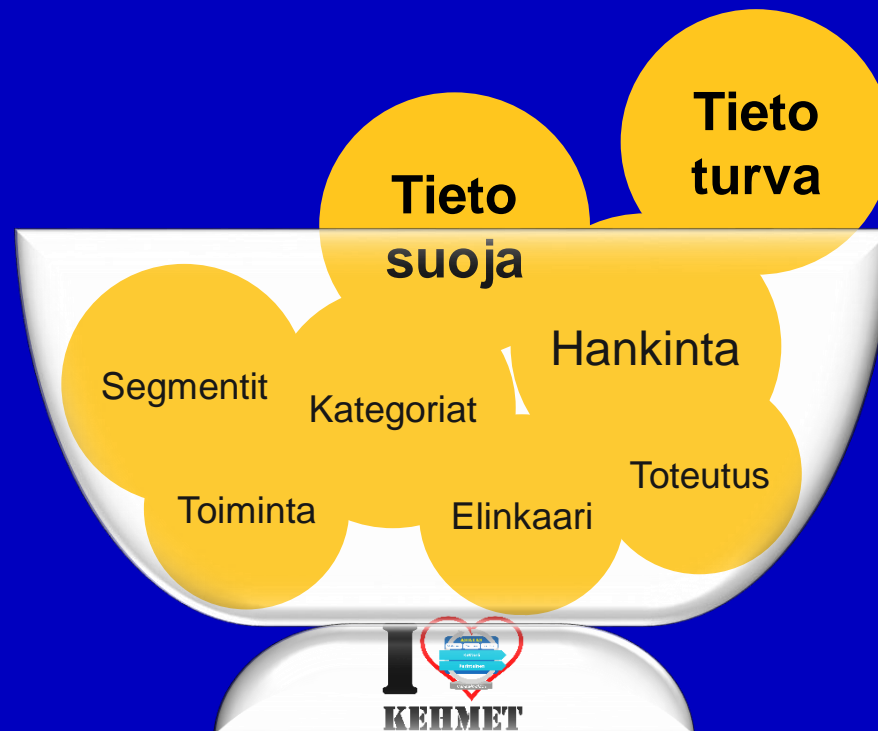 Tieto
turva
Tieto
suoja
Hankinta
Segmentit
Kategoriat
Toteutus
Toiminta
Elinkaari
I
KEHMET